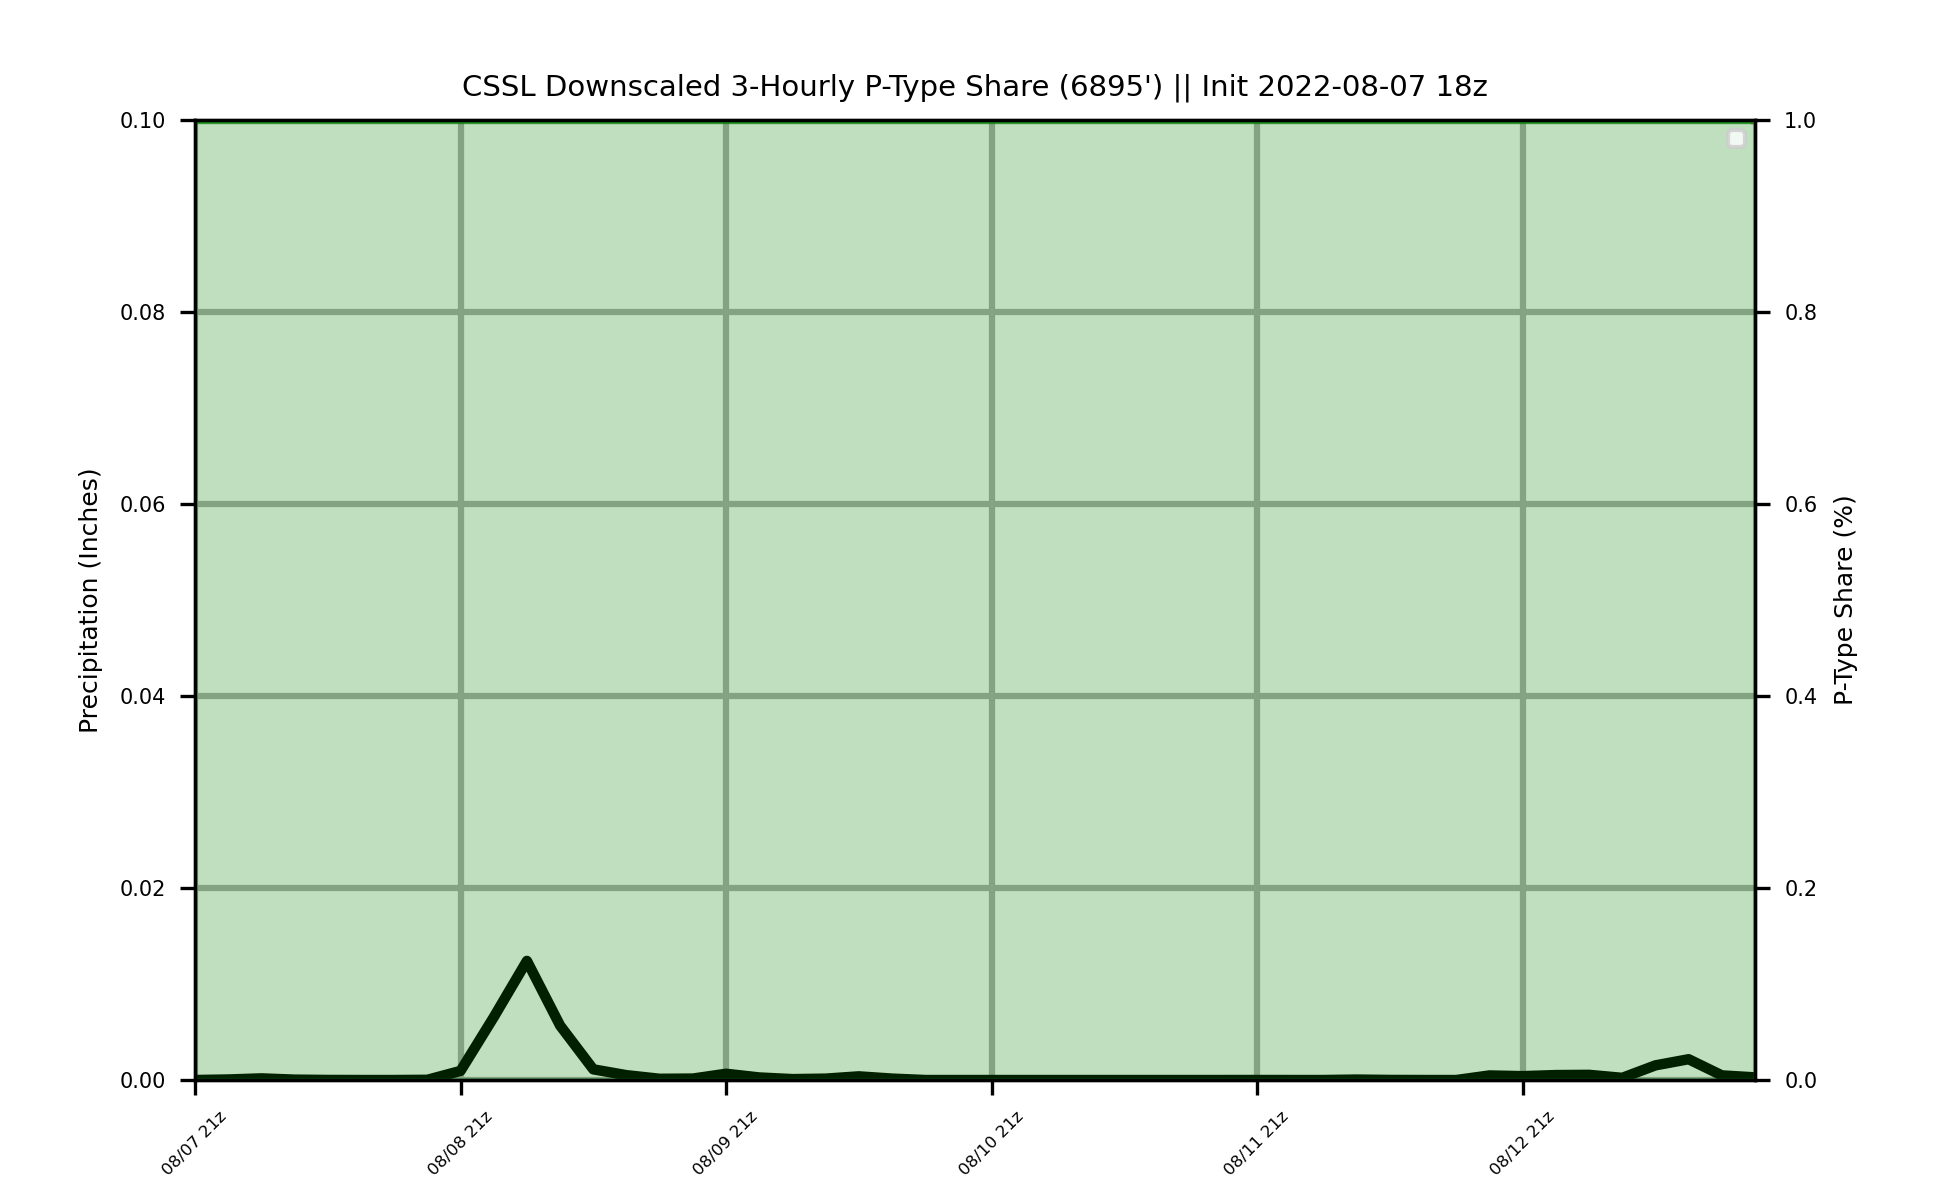 CSSL Downscaled 3-Hourly P-Type Share (6895') || Init 2022-08-07 18z
0.10
0.08
0.06
0.04
0.02
0.00
Precipitation (Inches)
1.0
0.8
0.6
0.4
0.2
0.0
P-Type Share (%)
08/07 21z
08/08 21z
08/09 21z
08/10 21z
08/11 21z
08/12 21z